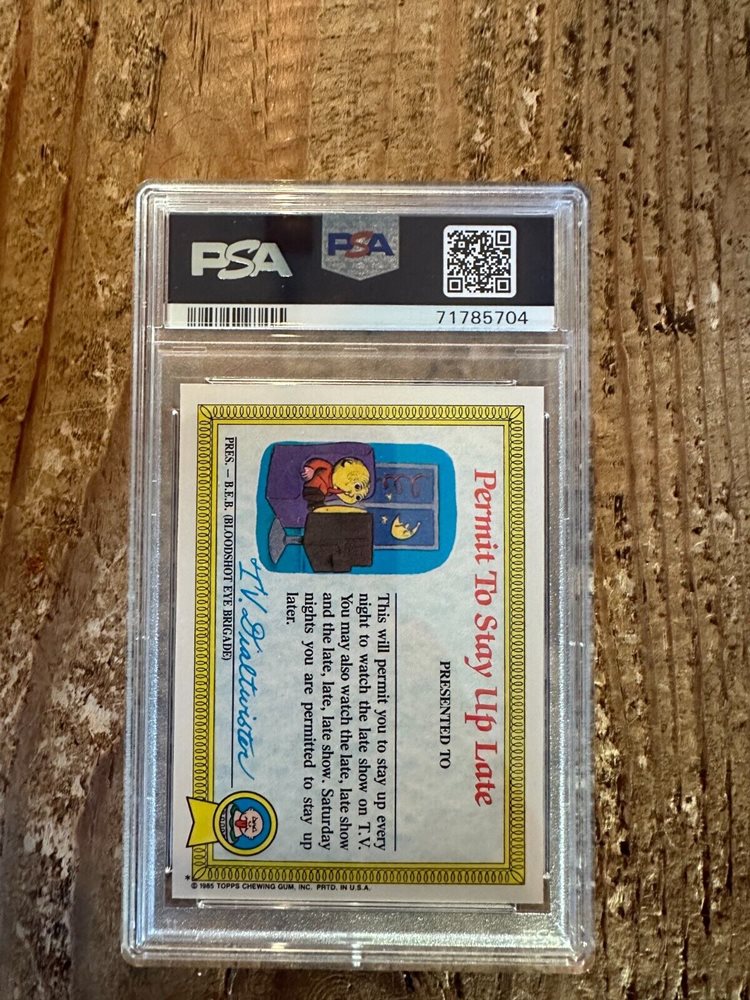 PSA
PSA
71785704
Permit To Stay Up Late
PRESENTED TO
This will permit you to stay up every
night to watch the late show on T.V.
You may also watch the late, late show
and the late, late, late show. Saturday
nights you are permitted to stay up
later.
T.V. Dialtwister
PRES. — B.E.B. (BLOODSHOT EYE BRIGADE)
* © 1985 TOPPS CHEWING GUM, INC. PRTD. IN U.S.A.